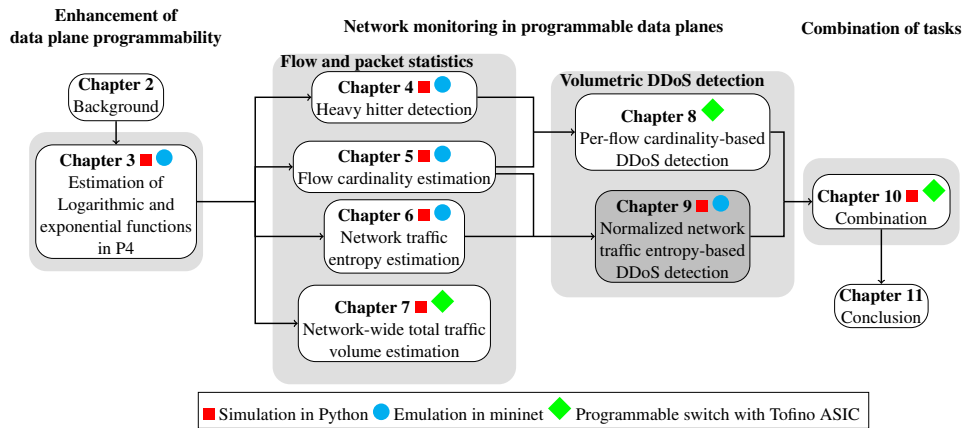 Enhancement of
data plane programmability
Network monitoring in programmable data planes
Combination of tasks
Chapter 2
Background
Chapter 3
Estimation of
Logarithmic and
exponential functions
in P4
Flow and packet statistics
Chapter 4
Heavy hitter detection
Chapter 5
Flow cardinality estimation
Chapter 6
Network traffic
entropy estimation
Chapter 7
Network-wide total traffic
volume estimation
Volumetric DDoS detection
Chapter 8
Per-flow cardinality-based
DDoS detection
Chapter 9
Normalized network
traffic entropy-based
DDoS detection
Chapter 10
Combination
Chapter 11
Conclusion
Simulation in Python Emulation in mininet Programmable switch with Tofino ASIC